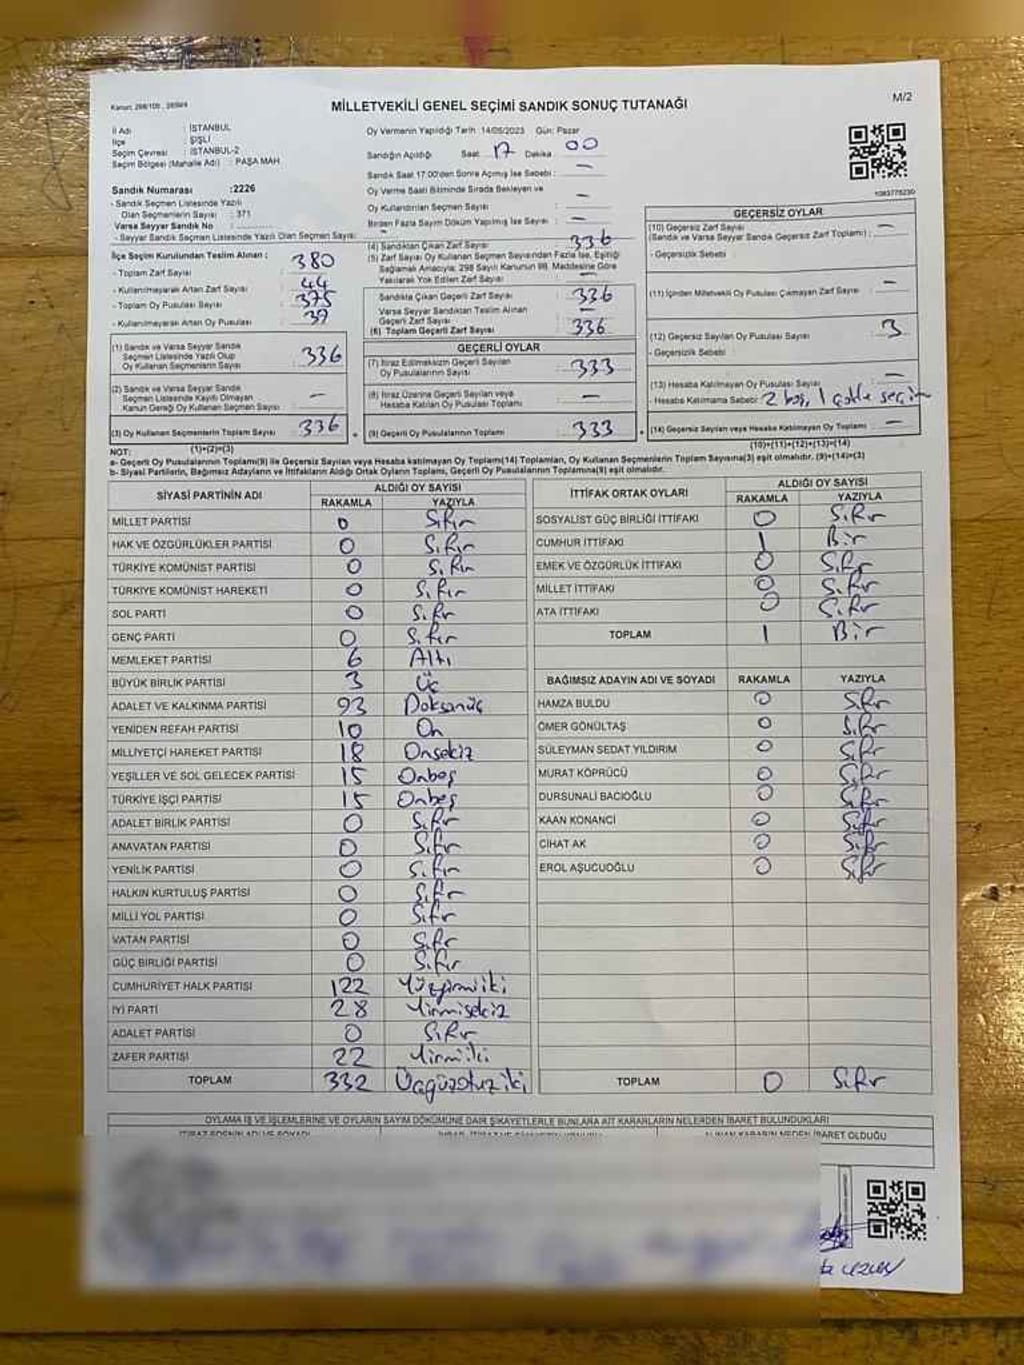 Kanun: 298/105 , 2839/4
MİLLETVEKİLİ GENEL SEÇİMİ SANDIK SONUÇ TUTANAĞI
M/2
İl Adı : İSTANBUL
İlçe : ŞİŞLİ
Seçim Çevresi : İSTANBUL-2
Seçim Bölgesi (Mahalle Adı) : PAŞA MAH
Sandık Numarası :2226
- Sandık Seçmen Listesinde Yazılı
Olan Seçmenlerin Sayısı : 371
Varsa Seyyar Sandık No :
- Seyyar Sandık Seçmen Listesinde Yazılı Olan Seçmen Sayısı:
Oy Vermenin Yapıldığı Tarih 14/05/2023 Gün: Pazar
Sandığın Açıldığı Saat 17 Dakika 00
Sandık Saat 17:00'den Sonra Açılmış İse Sebebi : –
Oy Verme Saati Bitiminde Sırada Bekleyen ve
Oy Kullandırılan Seçmen Sayısı : –
Birden Fazla Sayım Döküm Yapılmış İse Sayısı : –
İlçe Seçim Kurulundan Teslim Alınan :
- Toplam Zarf Sayısı 380
- Kullanılmayarak Artan Zarf Sayısı 44
- Toplam Oy Pusulası Sayısı 375
- Kullanılmayarak Artan Oy Pusulası 39
(1) Sandık ve Varsa Seyyar Sandık
Seçmen Listesinde Yazılı Olup
Oy Kullanan Seçmenlerin Sayısı 336
(2) Sandık ve Varsa Seyyar Sandık
Seçmen Listesinde Kayıtlı Olmayan
Kanun Gereği Oy Kullanan Seçmen Sayısı –
(3) Oy Kullanan Seçmenlerin Toplam Sayısı 336
(4) Sandıktan Çıkan Zarf Sayısı 336
(5) Zarf Sayısı Oy Kullanan Seçmen Sayısından Fazla İse, Eşitliği
Sağlamak Amacıyla; 298 Sayılı Kanunun 98. Maddesine Göre
Yakılarak Yok Edilen Zarf Sayısı : –
Sandıkta Çıkan Geçerli Zarf Sayısı 336
Varsa Seyyar Sandıktan Teslim Alınan
Geçerli Zarf Sayısı –
(6) Toplam Geçerli Zarf Sayısı 336
GEÇERLİ OYLAR
(7) İtiraz Edilmeksizin Geçerli Sayılan
Oy Pusulalarının Sayısı 333
(8) İtiraz Üzerine Geçerli Sayılan veya
Hesaba Katılan Oy Pusulaları Toplamı –
(9) Geçerli Oy Pusulalarının Toplamı 333
1083775230
GEÇERSİZ OYLAR
(10) Geçersiz Zarf Sayısı
(Sandık ve Varsa Seyyar Sandık Geçersiz Zarf Toplamı) : –
- Geçersizlik Sebebi :
(11) İçinden Milletvekili Oy Pusulası Çıkmayan Zarf Sayısı –
(12) Geçersiz Sayılan Oy Pusulası Sayısı 3
- Geçersizlik Sebebi
(13) Hesaba Katılmayan Oy Pusulası Sayısı –
- Hesaba Katılmama Sebebi: 2 boş, 1 çoklu seçim
(14) Geçersiz Sayılan veya Hesaba Katılmayan Oy Toplamı –
NOT: (1)+(2)=(3) (10)+(11)+(12)+(13)=(14)
a- Geçerli Oy Pusulalarının Toplamı(9) ile Geçersiz Sayılan veya Hesaba katılmayan Oy Toplamı(14) Toplamları, Oy Kullanan Seçmenlerin Toplam Sayısına(3) eşit olmalıdır. (9)+(14)=(3)
b- Siyasi Partilerin, Bağımsız Adayların ve İttifakların Aldığı Oyların Toplamı, Geçerli Oy Pusulalarının Toplamına(9) eşit olmalıdır.
SİYASİ PARTİNİN ADI ALDIĞI OY SAYISI
RAKAMLA YAZIYLA
MİLLET PARTİSİ 0 Sıfır
HAK VE ÖZGÜRLÜKLER PARTİSİ 0 Sıfır
TÜRKİYE KOMÜNİST PARTİSİ 0 Sıfır
TÜRKİYE KOMÜNİST HAREKETİ 0 Sıfır
SOL PARTİ 0 Sıfır
GENÇ PARTİ 0 Sıfır
MEMLEKET PARTİSİ 6 Altı
BÜYÜK BİRLİK PARTİSİ 3 Üç
ADALET VE KALKINMA PARTİSİ 93 Doksanüç
YENİDEN REFAH PARTİSİ 10 On
MİLLİYETÇİ HAREKET PARTİSİ 18 Onsekiz
YEŞİLLER VE SOL GELECEK PARTİSİ 15 Onbeş
TÜRKİYE İŞÇİ PARTİSİ 15 Onbeş
ADALET BİRLİK PARTİSİ 0 Sıfır
ANAVATAN PARTİSİ 0 Sıfır
YENİLİK PARTİSİ 0 Sıfır
HALKIN KURTULUŞ PARTİSİ 0 Sıfır
MİLLİ YOL PARTİSİ 0 Sıfır
VATAN PARTİSİ 0 Sıfır
GÜÇ BİRLİĞİ PARTİSİ 0 Sıfır
CUMHURİYET HALK PARTİSİ 122 Yüzyirmiiki
İYİ PARTİ 28 Yirmisekiz
ADALET PARTİSİ 0 Sıfır
ZAFER PARTİSİ 22 Yirmiiki
TOPLAM 332 Üçyüzotuziki
İTTİFAK ORTAK OYLARI ALDIĞI OY SAYISI
RAKAMLA YAZIYLA
SOSYALİST GÜÇ BİRLİĞİ İTTİFAKI 0 Sıfır
CUMHUR İTTİFAKI 1 Bir
EMEK VE ÖZGÜRLÜK İTTİFAKI 0 Sıfır
MİLLET İTTİFAKI 0 Sıfır
ATA İTTİFAKI 0 Sıfır
TOPLAM 1 Bir
BAĞIMSIZ ADAYIN ADI VE SOYADI RAKAMLA YAZIYLA
HAMZA BULDU 0 Sıfır
ÖMER GÖNÜLTAŞ 0 Sıfır
SÜLEYMAN SEDAT YILDIRIM 0 Sıfır
MURAT KÖPRÜCÜ 0 Sıfır
DURSUNALİ BACIOĞLU 0 Sıfır
KAAN KONANCİ 0 Sıfır
CİHAT AK 0 Sıfır
EROL AŞUCUOĞLU 0 Sıfır
TOPLAM 0 Sıfır
OYLAMA İŞ VE İŞLEMLERİNE VE OYLARIN SAYIM DÖKÜMÜNE DAİR ŞİKAYETLERLE BUNLARA AİT KARARLARIN NELERDEN İBARET BULUNDUKLARI
İTİRAZ EDENİN ADI VE SOYADI ALINAN KARARIN NEDEN İBARET OLDUĞU